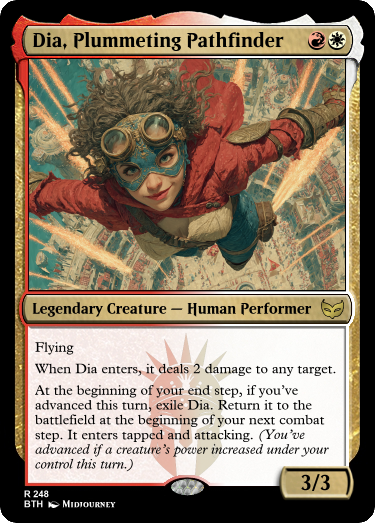 Dia, Plummeting Pathfinder
Legendary Creature — Human Performer
Flying
When Dia enters, it deals 2 damage to any target.
At the beginning of your end step, if you've
advanced this turn, exile Dia. Return it to the
battlefield at the beginning of your next combat
step. It enters tapped and attacking. (You've
advanced if a creature's power increased under your
control this turn.)
3/3
R 248
BTH Midjourney